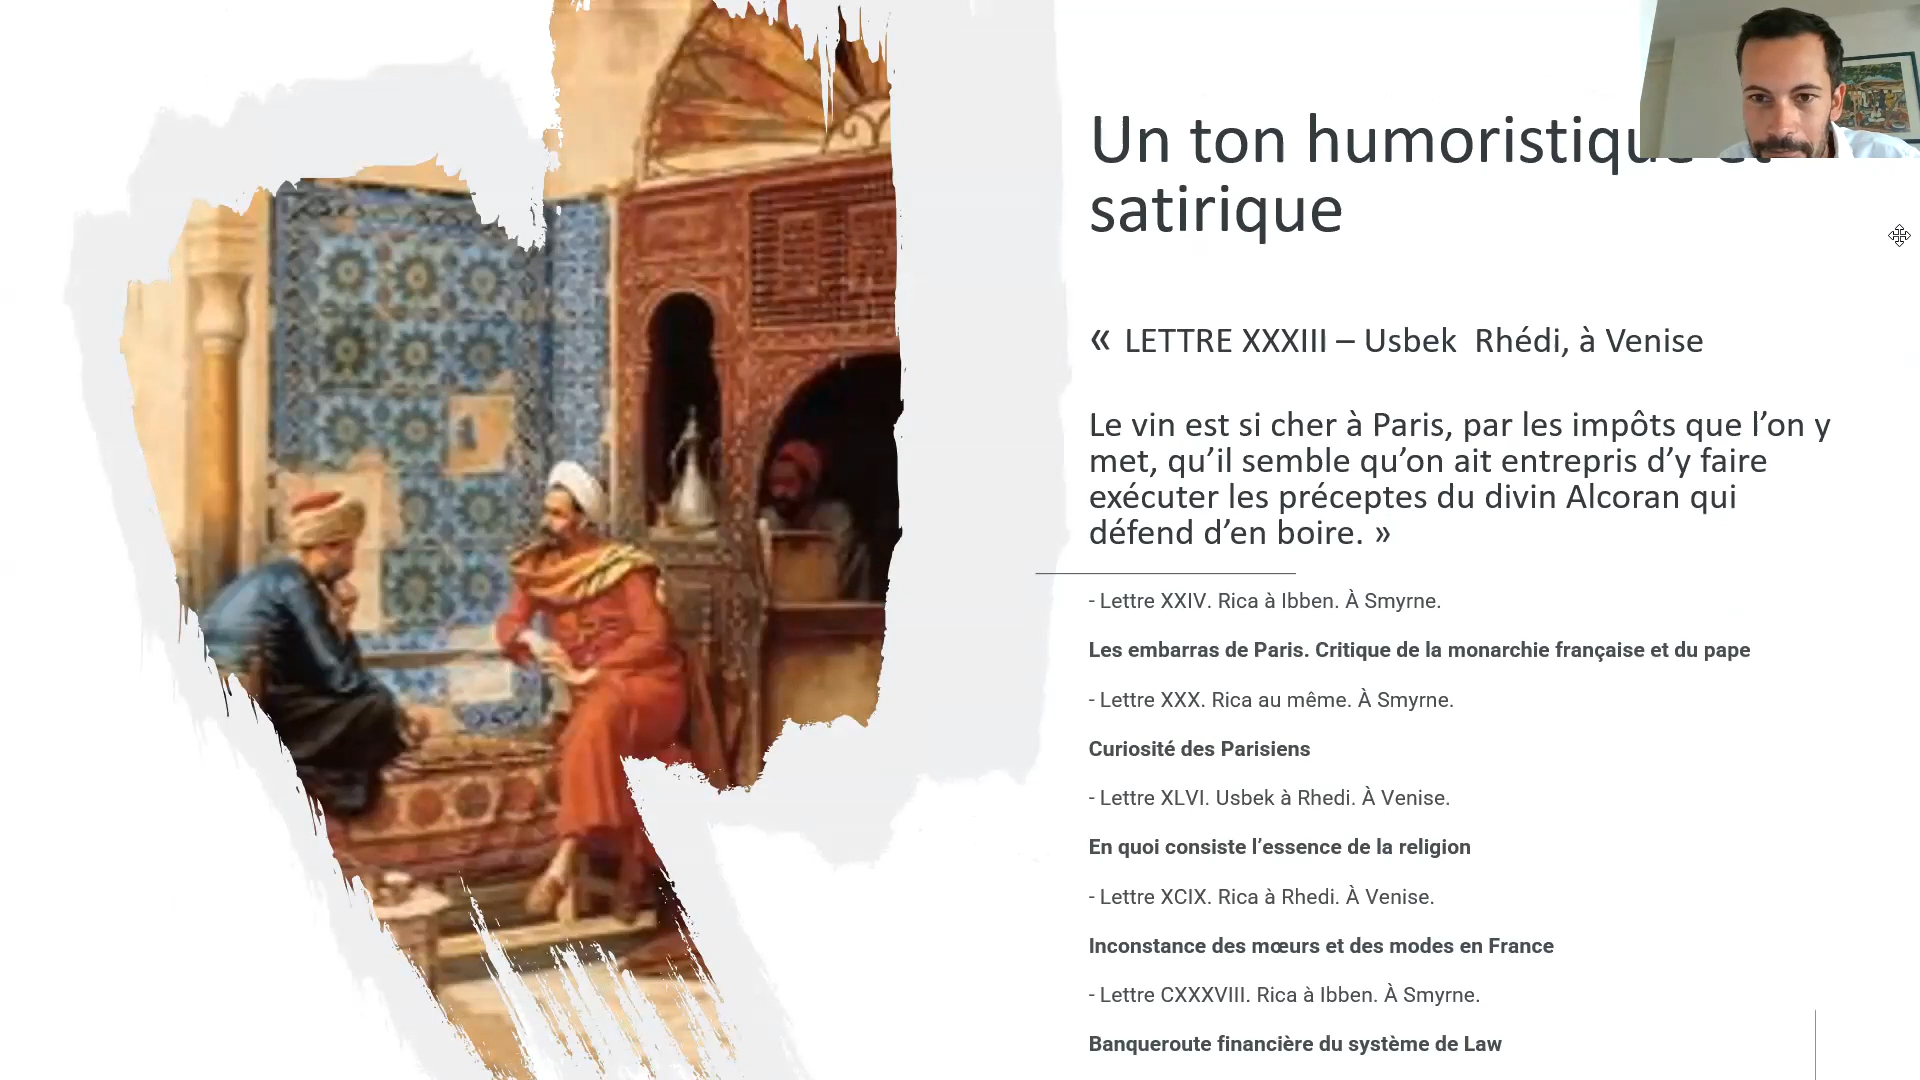 Un ton humoristique et
satirique
« LETTRE XXXIII – Usbek  Rhédi, à Venise
Le vin est si cher à Paris, par les impôts que l’on y
met, qu’il semble qu’on ait entrepris d’y faire
exécuter les préceptes du divin Alcoran qui
défend d’en boire. »
- Lettre XXIV. Rica à Ibben. À Smyrne.
Les embarras de Paris. Critique de la monarchie française et du pape
- Lettre XXX. Rica au même. À Smyrne.
Curiosité des Parisiens
- Lettre XLVI. Usbek à Rhedi. À Venise.
En quoi consiste l’essence de la religion
- Lettre XCIX. Rica à Rhedi. À Venise.
Inconstance des mœurs et des modes en France
- Lettre CXXXVIII. Rica à Ibben. À Smyrne.
Banqueroute financière du système de Law